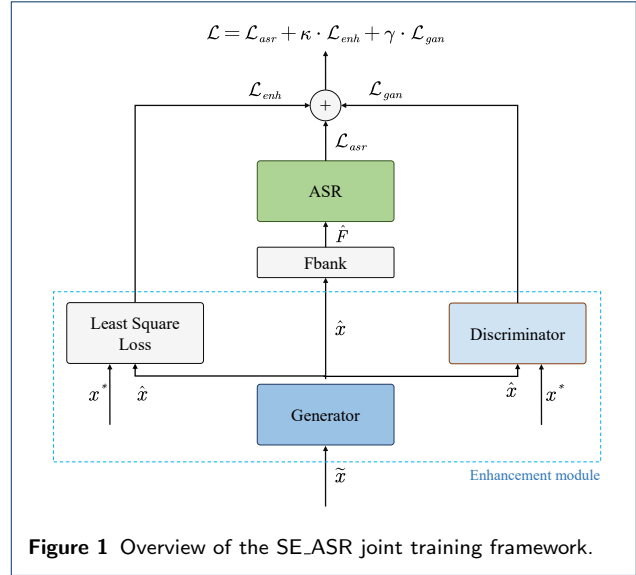 ℒ = ℒ_asr + κ · ℒ_enh + γ · ℒ_gan
ℒ_enh
+
ℒ_gan
ℒ_asr
ASR
F̂
Fbank
Least Square
Loss
x̂
Discriminator
x*
x̂
Generator
x̂
x*
Enhancement module
x̃
Figure 1 Overview of the SE_ASR joint training framework.